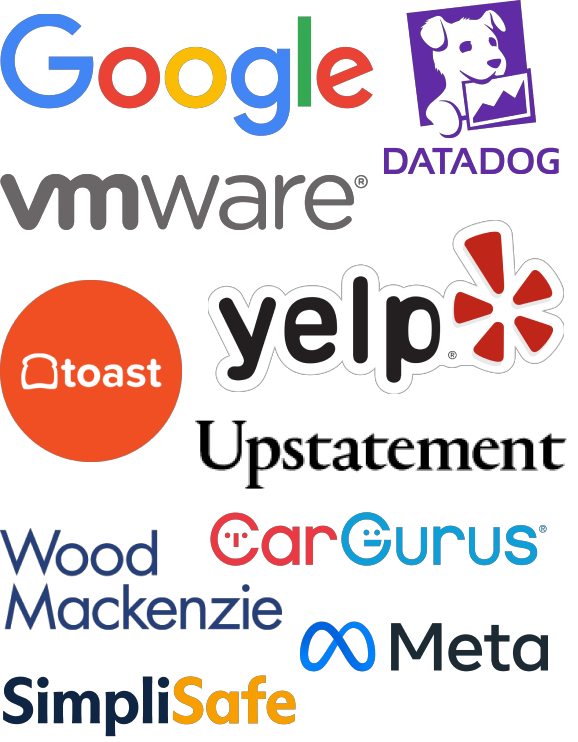 Google
DATADOG
vmware®
yelp®
toast
Upstatement
CarGurus®
Wood
Mackenzie
Meta
SimpliSafe